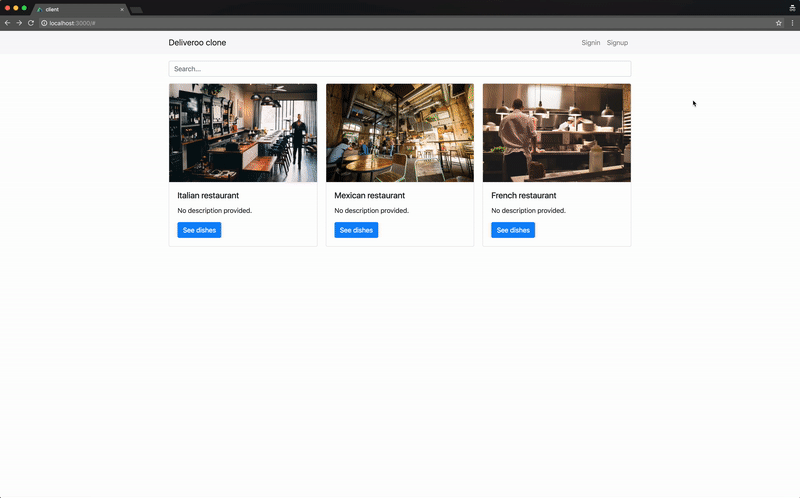 client
localhost:3000/#
Deliveroo clone
Signin Signup
Search...
Italian restaurant
No description provided.
See dishes
Mexican restaurant
No description provided.
See dishes
French restaurant
No description provided.
See dishes